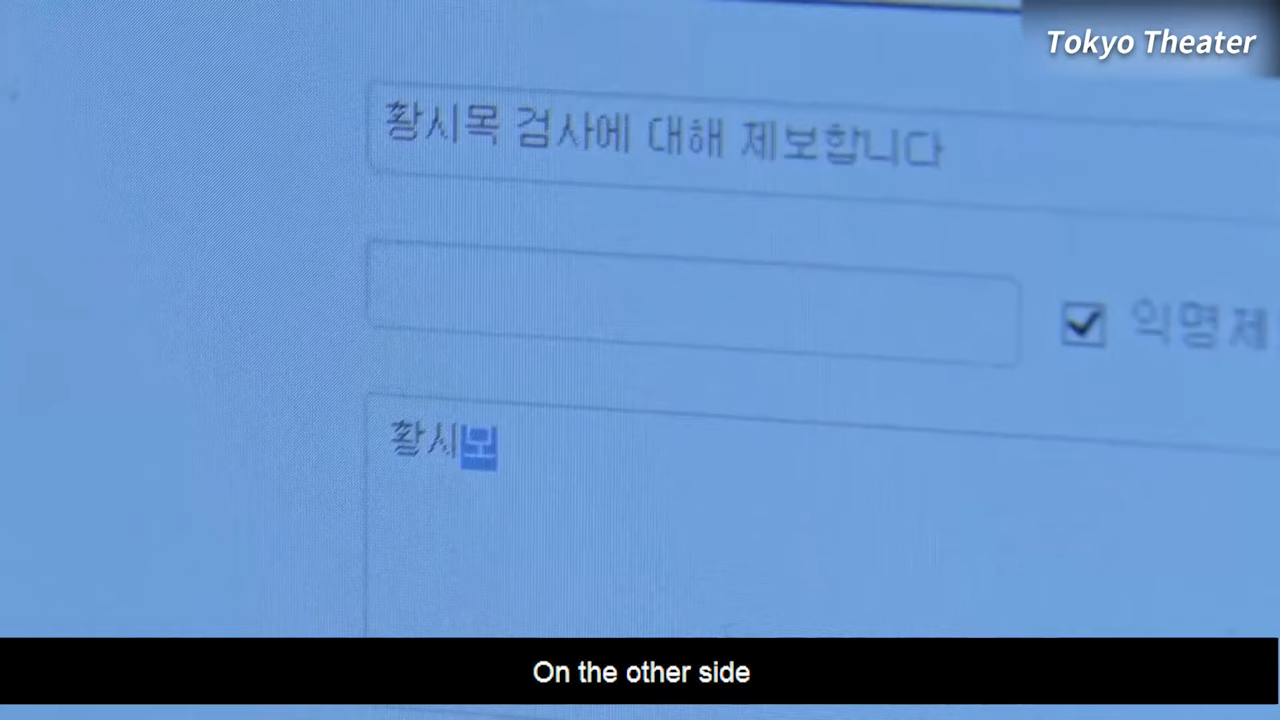 Tokyo Theater
황시목 검사에 대해 제보합니다
익명제
황시모
On the other side